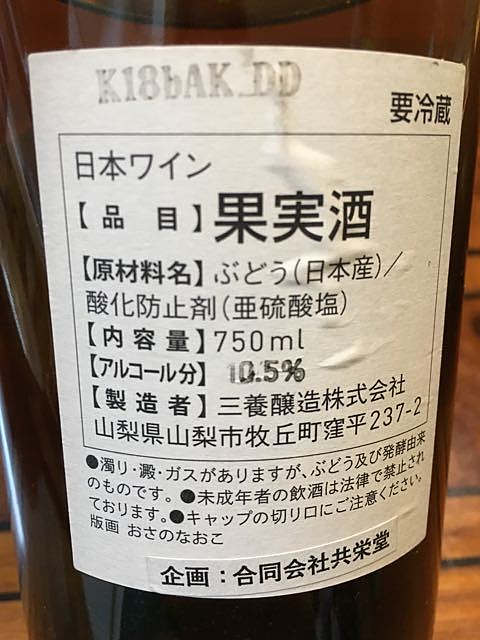 K18bAK_DD
要冷蔵
日本ワイン
【品目】果実酒
【原材料名】ぶどう(日本産)/
酸化防止剤(亜硫酸塩)
【内容量】750ml
【アルコール分】10.5%
【製造者】三養醸造株式会社
山梨県山梨市牧丘町窪平237-2
●濁り・澱・ガスがありますが、ぶどう及び発酵由来
のものです。●未成年者の飲酒は法律で禁止され
ております。●キャップの切り口にご注意ください。
版画 おさのなおこ
企画：合同会社共栄堂